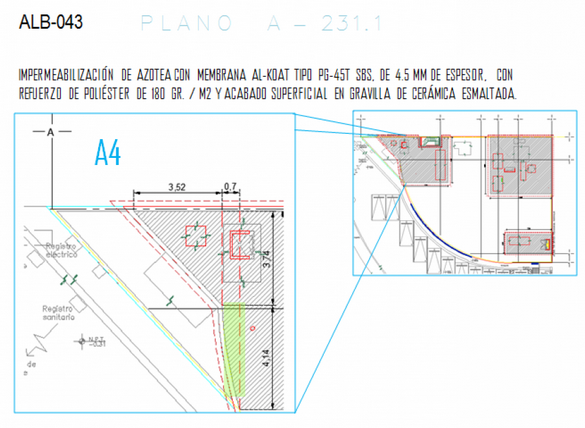 ALB-043
PLANO A - 231.1
IMPERMEABILIZACIÓN DE AZOTEA CON MEMBRANA AL-KOAT TIPO PG-45T SBS, DE 4.5 MM DE ESPESOR, CON
REFUERZO DE POLIÉSTER DE 180 GR. / M2 Y ACABADO SUPERFICIAL EN GRAVILLA DE CERÁMICA ESMALTADA.
A
A4
3,52
0.7
3,74
Registro
eléctrico
Registro
sanitario
4,14
de